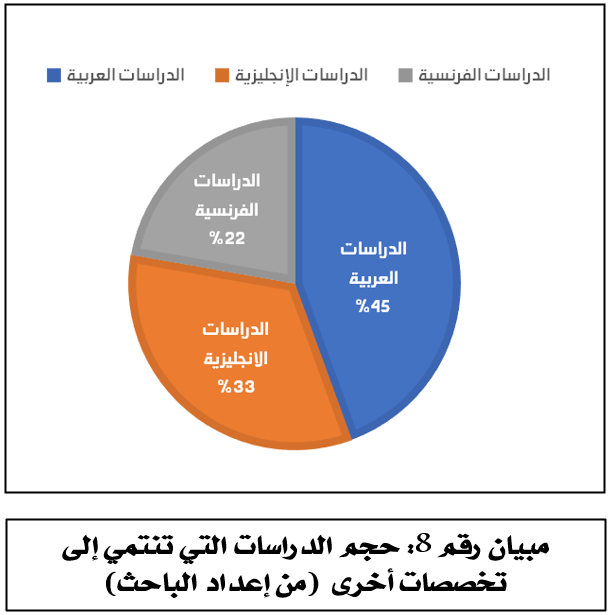 الدراسات العربية
الدراسات الإنجليزية
الدراسات الفرنسية
الدراسات
الفرنسية
%22
الدراسات
العربية
%45
الدراسات
الانجليزية
%33
مبيان رقم 8: حجم الدراسات التي تنتمي إلى
تخصصات أخرى (من إعداد الباحث)